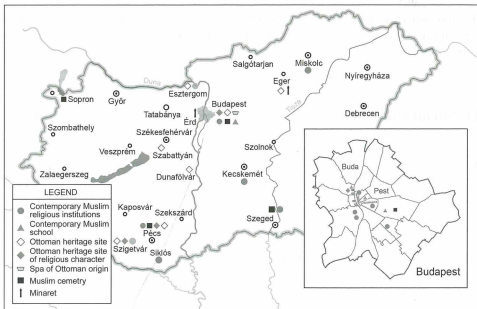 Salgótarjan
Miskolc
Eger
Nyíregyháza
Duna
Esztergom
Sopron
Győr
Tatabánya
Budapest
Tisza
Debrecen
Érd
Szombathely
Székesfehérvár
Veszprém
Szabattyán
Szolnok
Zalaegerszeg
Dunafölvár
Kecskemét
Kaposvár
Szekszárd
Szeged
Pécs
Szigetvár
Siklós
LEGEND
Contemporary Muslim
religious institutions
Contemporary Muslim
school
Ottoman heritage site
Ottoman heritage site
of religious character
Spa of Ottoman origin
Muslim cemetry
Minaret
Buda
Pest
Budapest